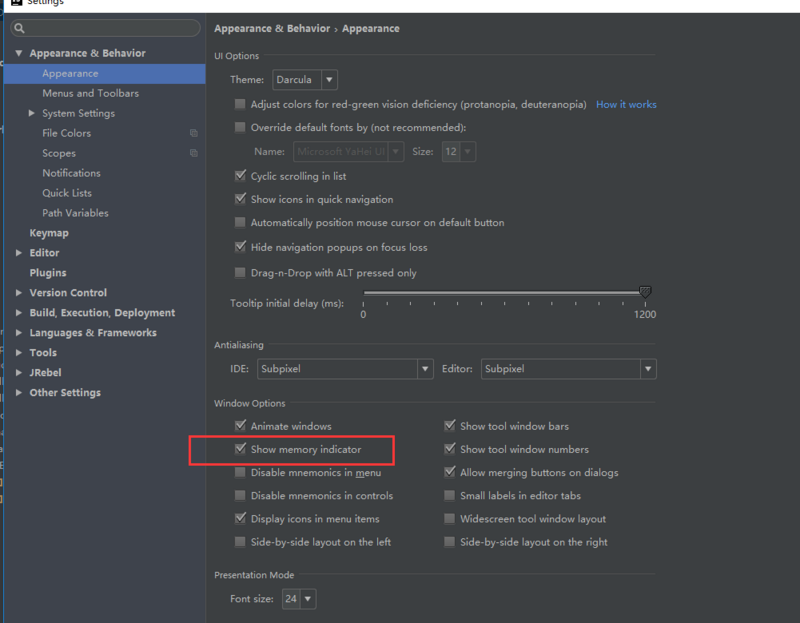 Settings
Appearance & Behavior
Appearance
Menus and Toolbars
System Settings
File Colors
Scopes
Notifications
Quick Lists
Path Variables
Keymap
Editor
Plugins
Version Control
Build, Execution, Deployment
Languages & Frameworks
Tools
JRebel
Other Settings
Appearance & Behavior › Appearance
UI Options
Theme: Darcula
Adjust colors for red-green vision deficiency (protanopia, deuteranopia) How it works
Override default fonts by (not recommended):
Name: Microsoft YaHei UI Size: 12
Cyclic scrolling in list
Show icons in quick navigation
Automatically position mouse cursor on default button
Hide navigation popups on focus loss
Drag-n-Drop with ALT pressed only
Tooltip initial delay (ms):
0 1200
Antialiasing
IDE: Subpixel Editor: Subpixel
Window Options
Animate windows Show tool window bars
Show memory indicator Show tool window numbers
Disable mnemonics in menu Allow merging buttons on dialogs
Disable mnemonics in controls Small labels in editor tabs
Display icons in menu items Widescreen tool window layout
Side-by-side layout on the left Side-by-side layout on the right
Presentation Mode
Font size: 24